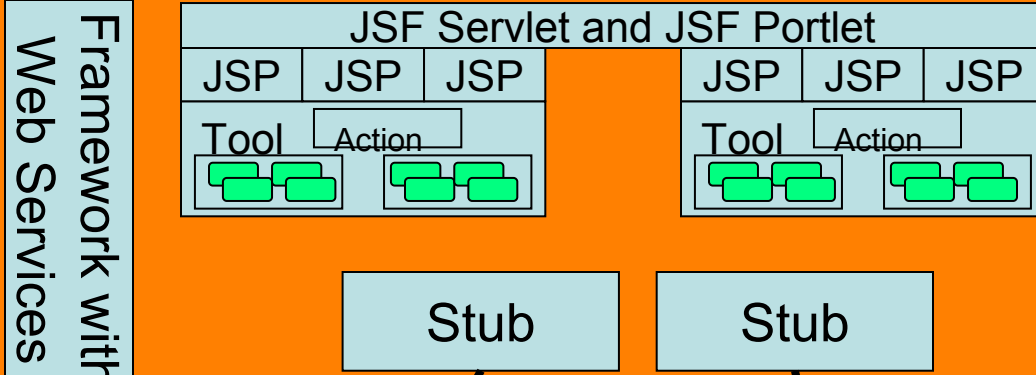 Framework with
Web Services
JSF Servlet and JSF Portlet
JSP JSP JSP JSP JSP JSP
Tool Action Tool Action
Stub Stub